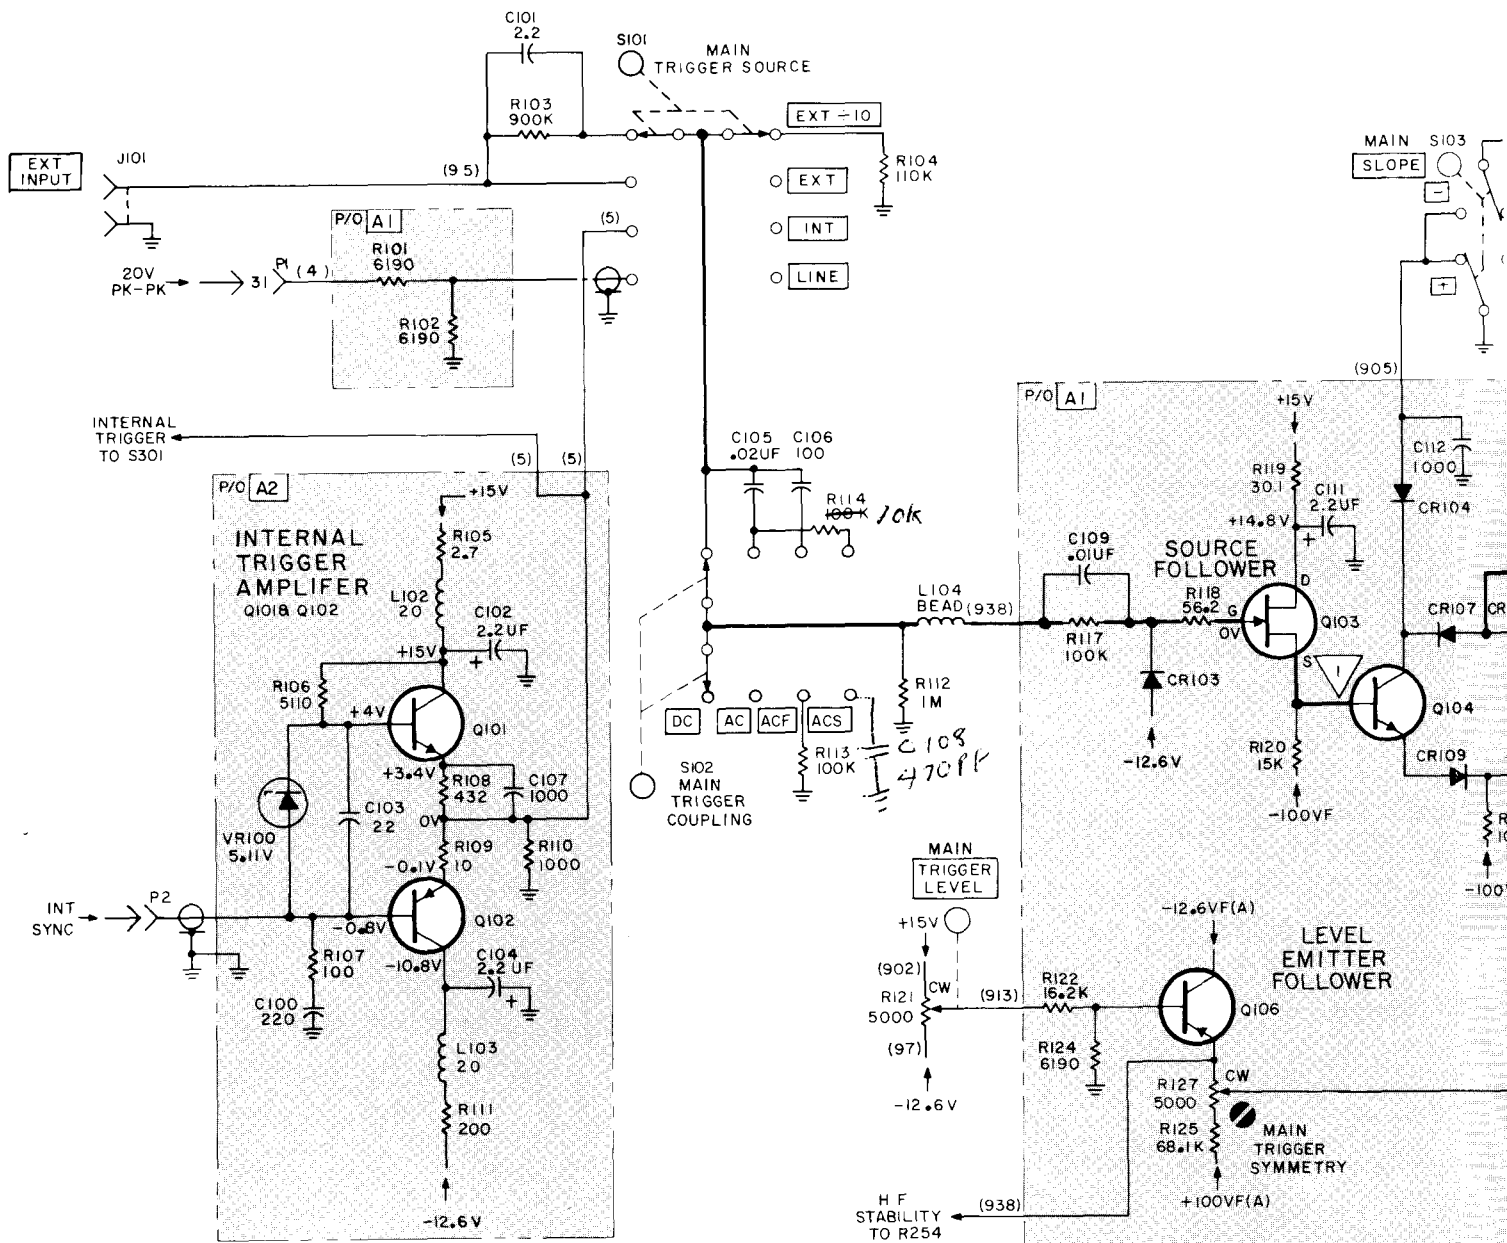 C101
2.2
S101
MAIN
TRIGGER SOURCE
R103
900K
EXT ÷ 10
EXT
INPUT
J101
(95)
R104
110K
MAIN
SLOPE
S103
−
+
EXT
INT
LINE
(5)
P/O A1
R101
6190
20V
PK-PK
31
P1
(4)
R102
6190
(905)
INTERNAL
TRIGGER
TO S301
(5)
(5)
P/O A2
INTERNAL
TRIGGER
AMPLIFER
Q101& Q102
+15V
R105
2.7
L102
20
C102
2.2UF
+
+15V
R106
5110
+4V
Q101
+3.4V
R108
432
C107
1000
C103
22
0V
VR100
5.11V
R109
10
R110
1000
-0.1V
INT
SYNC
P2
-0.8V
Q102
R107
100
-10.8V
C104
2.2UF
+
C100
220
L103
20
R111
200
-12.6V
C105
.02UF
C106
100
R114
100K 10K
DC
AC
ACF
ACS
S102
MAIN
TRIGGER
COUPLING
R113
100K
C108
470PF
R112
1M
L104
BEAD
(938)
P/O A1
+15V
R119
30.1
C111
2.2UF
+14.8V
+
C112
1000
CR104
C109
.01UF
SOURCE
FOLLOWER
R118
56.2
R117
100K
G
0V
D
S
Q103
1
CR107
CR
CR103
-12.6V
Q104
R120
15K
CR109
-100VF
-100
MAIN
TRIGGER
LEVEL
+15V
(902)
CW
R121
5000
(913)
(97)
-12.6V
R122
16.2K
R124
6190
-12.6VF(A)
LEVEL
EMITTER
FOLLOWER
Q106
CW
R127
5000
R125
68.1K
MAIN
TRIGGER
SYMMETRY
+100VF(A)
HF
STABILITY
TO R254
(938)